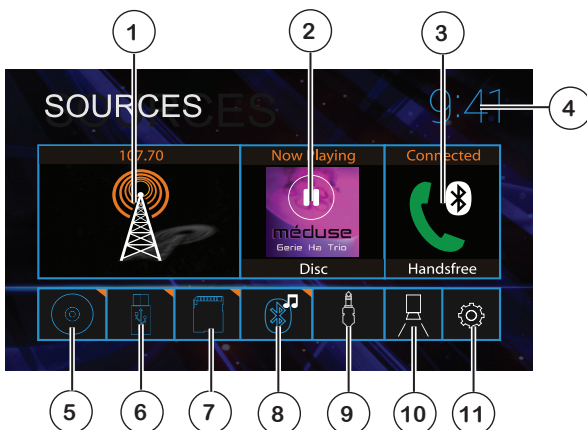 1
2
3
SOURCES
9:41
4
107.70
Now Playing
Connected
méduse
Gerie Ha Trio
Disc
Handsfree
5
6
7
8
9
10
11